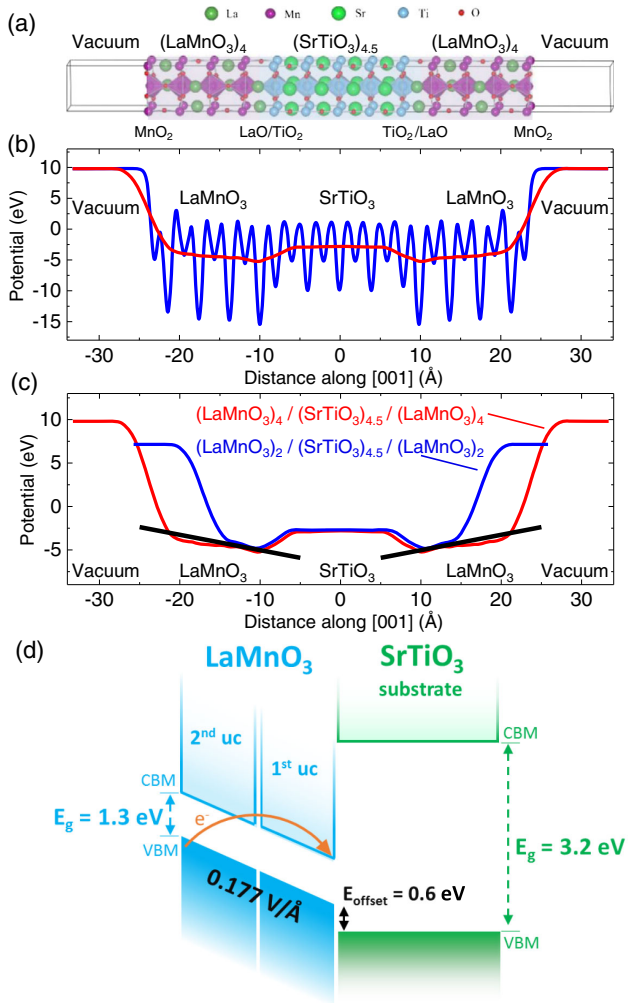 (a)
La Mn Sr Ti O
Vacuum (LaMnO₃)₄ (SrTiO₃)₄.₅ (LaMnO₃)₄ Vacuum
MnO₂ LaO/TiO₂ TiO₂/LaO MnO₂
(b)
10
5
0
-5
-10
-15
Potential (eV)
LaMnO₃ SrTiO₃ LaMnO₃
Vacuum Vacuum
-30 -20 -10 0 10 20 30
Distance along [001] (Å)
(c)
10
5
0
-5
Potential (eV)
(LaMnO₃)₄ / (SrTiO₃)₄.₅ / (LaMnO₃)₄
(LaMnO₃)₂ / (SrTiO₃)₄.₅ / (LaMnO₃)₂
Vacuum LaMnO₃ SrTiO₃ LaMnO₃ Vacuum
-30 -20 -10 0 10 20 30
Distance along [001] (Å)
(d)
LaMnO₃ SrTiO₃
substrate
2ⁿᵈ uc
1ˢᵗ uc
CBM
CBM
E_g = 1.3 eV
e⁻
VBM
E_g = 3.2 eV
0.177 V/Å
E_offset = 0.6 eV
VBM